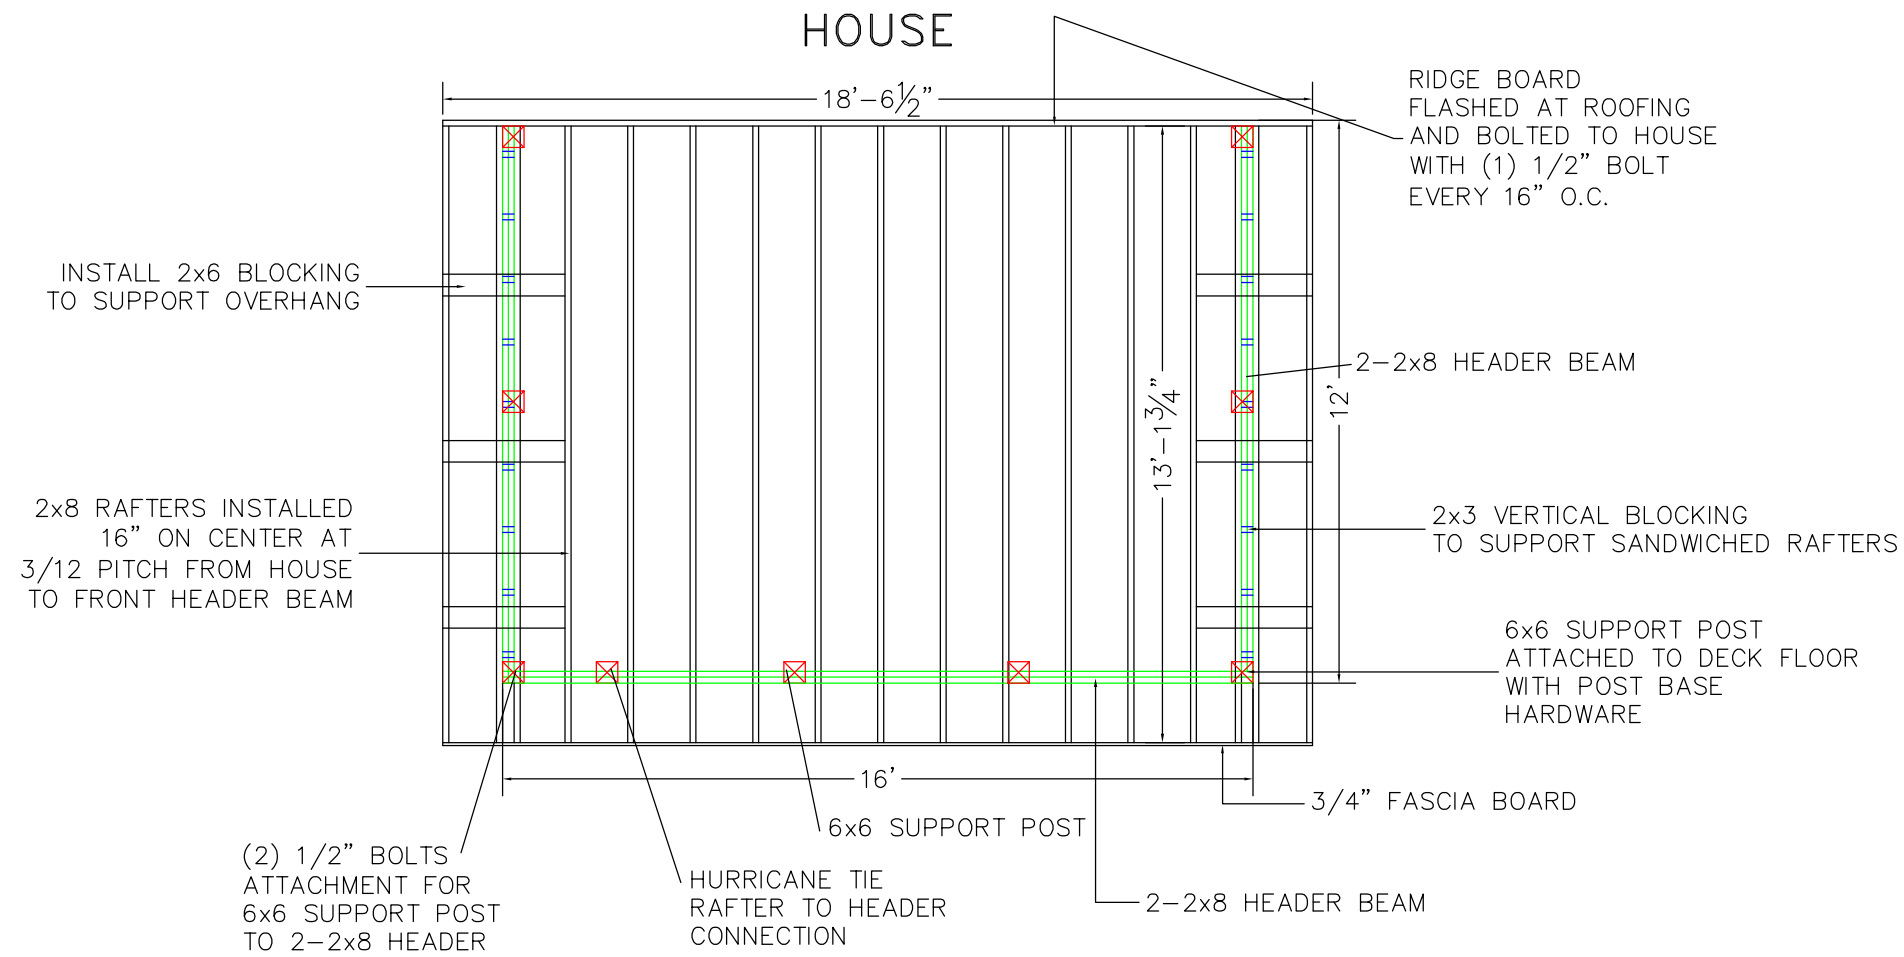 HOUSE
18'-6½"
RIDGE BOARD
FLASHED AT ROOFING
AND BOLTED TO HOUSE
WITH (1) 1/2" BOLT
EVERY 16" O.C.
INSTALL 2x6 BLOCKING
TO SUPPORT OVERHANG
2-2x8 HEADER BEAM
12'
13'-1¾"
2x8 RAFTERS INSTALLED
16" ON CENTER AT
3/12 PITCH FROM HOUSE
TO FRONT HEADER BEAM
2x3 VERTICAL BLOCKING
TO SUPPORT SANDWICHED RAFTERS
6x6 SUPPORT POST
ATTACHED TO DECK FLOOR
WITH POST BASE
HARDWARE
16'
3/4" FASCIA BOARD
6x6 SUPPORT POST
(2) 1/2" BOLTS
ATTACHMENT FOR
6x6 SUPPORT POST
TO 2-2x8 HEADER
HURRICANE TIE
RAFTER TO HEADER
CONNECTION
2-2x8 HEADER BEAM